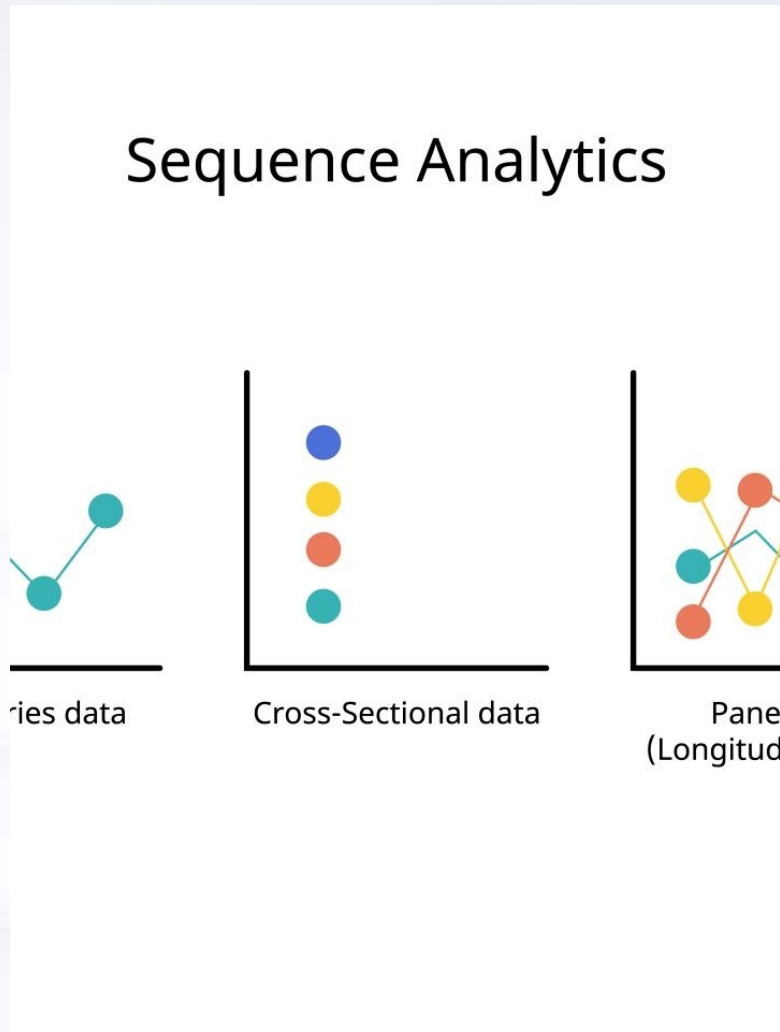 Sequence Analytics
ries data
Cross-Sectional data
Pane
(Longitud